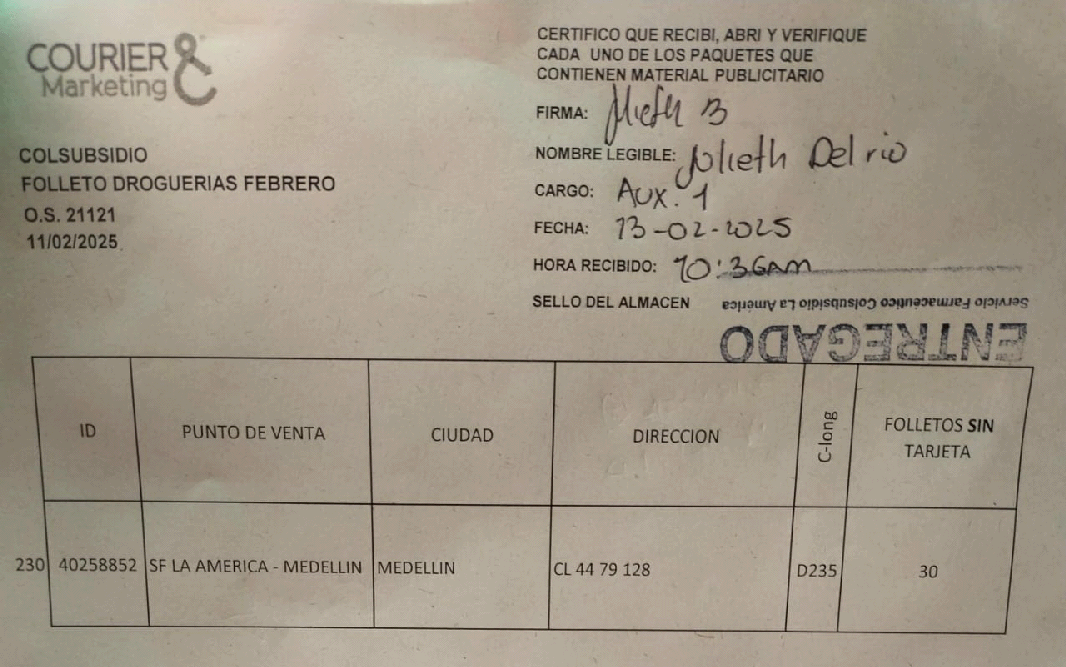 COURIER &
Marketing
COLSUBSIDIO
FOLLETO DROGUERIAS FEBRERO
O.S. 21121
11/02/2025
CERTIFICO QUE RECIBI, ABRI Y VERIFIQUE
CADA UNO DE LOS PAQUETES QUE
CONTIENEN MATERIAL PUBLICITARIO
FIRMA:
NOMBRE LEGIBLE: Julieth Del rio
CARGO: Aux. 1
FECHA: 13-02-2025
HORA RECIBIDO: 10:36am
SELLO DEL ALMACEN
Servicio Farmaceutico Colsubsidio La América
ENTREGADO
ID PUNTO DE VENTA CIUDAD DIRECCION C-long FOLLETOS SIN
TARJETA
230 40258852 SF LA AMERICA - MEDELLIN MEDELLIN CL 44 79 128 D235 30